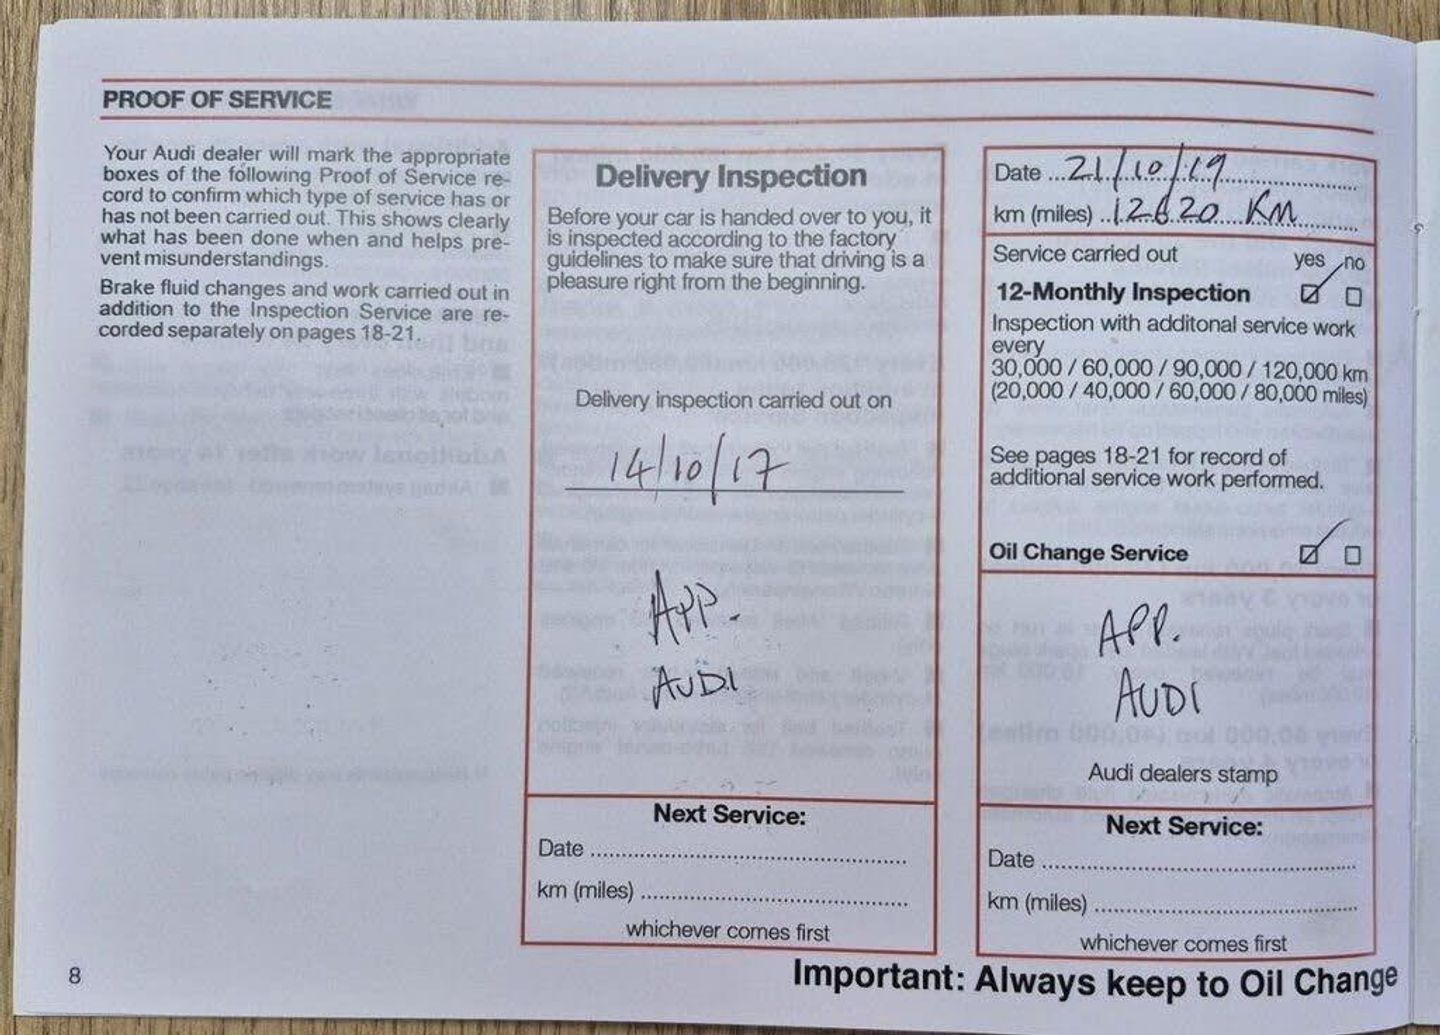 PROOF OF SERVICE
Your Audi dealer will mark the appropriate
boxes of the following Proof of Service re-
cord to confirm which type of service has or
has not been carried out. This shows clearly
what has been done when and helps pre-
vent misunderstandings.
Brake fluid changes and work carried out in
addition to the Inspection Service are re-
corded separately on pages 18-21.
Delivery Inspection
Before your car is handed over to you, it
is inspected according to the factory
guidelines to make sure that driving is a
pleasure right from the beginning.
Delivery inspection carried out on
14/10/17
APP.
AUDI
Next Service:
Date
km (miles)
whichever comes first
Date 21/10/19
km (miles) 12620 KM
Service carried out yes no
12-Monthly Inspection
Inspection with additonal service work
every
30,000 / 60,000 / 90,000 / 120,000 km
(20,000 / 40,000 / 60,000 / 80,000 miles)
See pages 18-21 for record of
additional service work performed.
Oil Change Service
APP.
AUDI
Audi dealers stamp
Next Service:
Date
km (miles)
whichever comes first
8
Important: Always keep to Oil Change